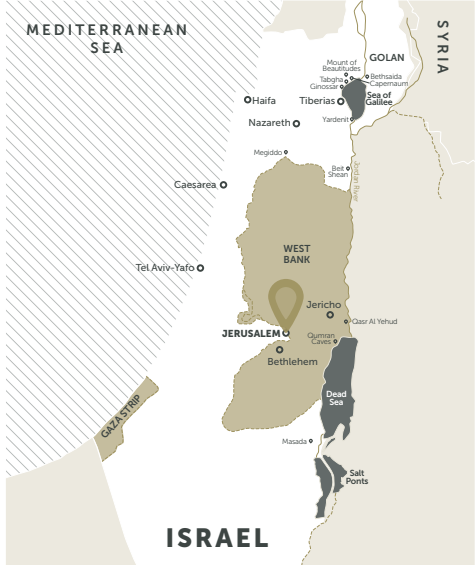 MEDITERRANEAN
SEA
SYRIA
GOLAN
Mount of
Beatitudes
Tabgha
Ginossar
Bethsaida
Capernaum
Sea of
Galilee
Haifa
Tiberias
Yardenit
Nazareth
Megiddo
Beit
Shean
Jordan River
Caesarea
WEST
BANK
Tel Aviv-Yafo
Jericho
Qasr Al Yehud
JERUSALEM
Qumran
Caves
Bethlehem
Dead
Sea
GAZA STRIP
Masada
Salt
Ponts
ISRAEL